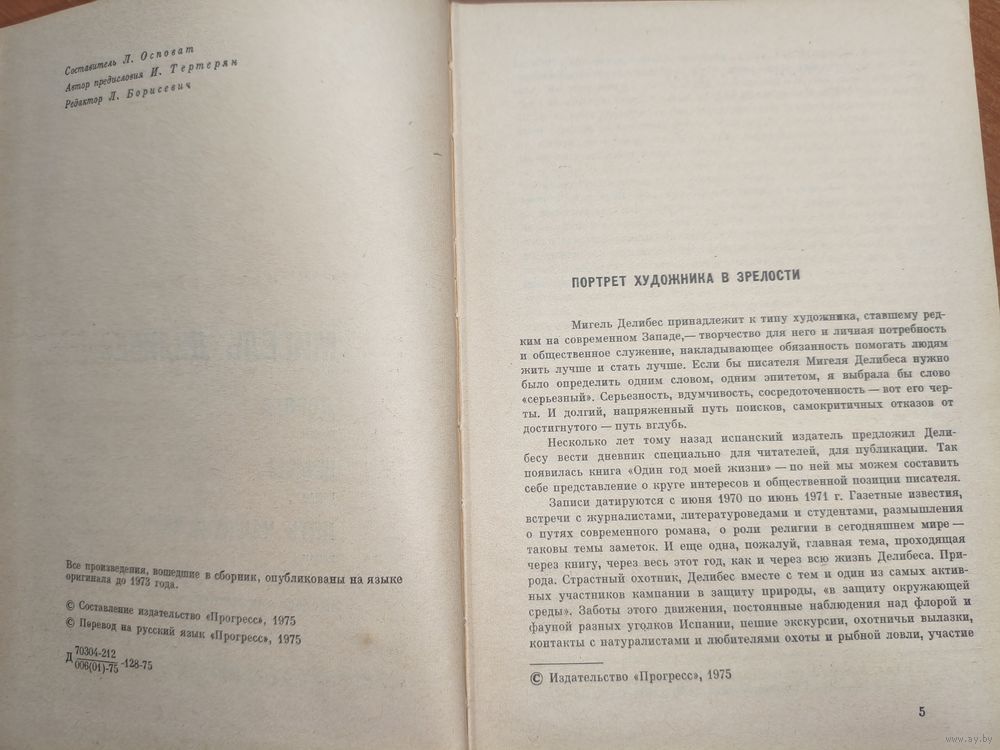 Составитель Л. Осповат
Автор предисловия И. Тертерян
Редактор Л. Борисевич
Все произведения, вошедшие в сборник, опубликованы на языке
оригинала до 1973 года.
© Составление издательство «Прогресс», 1975
© Перевод на русский язык «Прогресс», 1975
Д 70304-212
006(01)-75 -128-75
ПОРТРЕТ ХУДОЖНИКА В ЗРЕЛОСТИ
Мигель Делибес принадлежит к типу художника, ставшему ред-
ким на современном Западе,— творчество для него и личная потребность
и общественное служение, накладывающее обязанность помогать людям
жить лучше и стать лучше. Если бы писателя Мигеля Делибеса нужно
было определить одним словом, одним эпитетом, я выбрала бы слово
«серьезный». Серьезность, вдумчивость, сосредоточенность — вот его чер-
ты. И долгий, напряженный путь поисков, самокритичных отказов от
достигнутого — путь вглубь.
Несколько лет тому назад испанский издатель предложил Дели-
бесу вести дневник специально для читателей, для публикации. Так
появилась книга «Один год моей жизни» — по ней мы можем составить
себе представление о круге интересов и общественной позиции писателя.
Записи датируются с июня 1970 по июнь 1971 г. Газетные известия,
встречи с журналистами, литературоведами и студентами, размышления
о путях современного романа, о роли религии в сегодняшнем мире —
таковы темы заметок. И еще одна, пожалуй, главная тема, проходящая
через книгу, через весь этот год, как и через всю жизнь Делибеса. При-
рода. Страстный охотник, Делибес вместе с тем и один из самых актив-
ных участников кампании в защиту природы, «в защиту окружающей
среды». Заботы этого движения, постоянные наблюдения над флорой и
фауной разных уголков Испании, пешие экскурсии, охотничьи вылазки,
контакты с натуралистами и любителями охоты и рыбной ловли, участие
© Издательство «Прогресс», 1975
5
www.ay.by